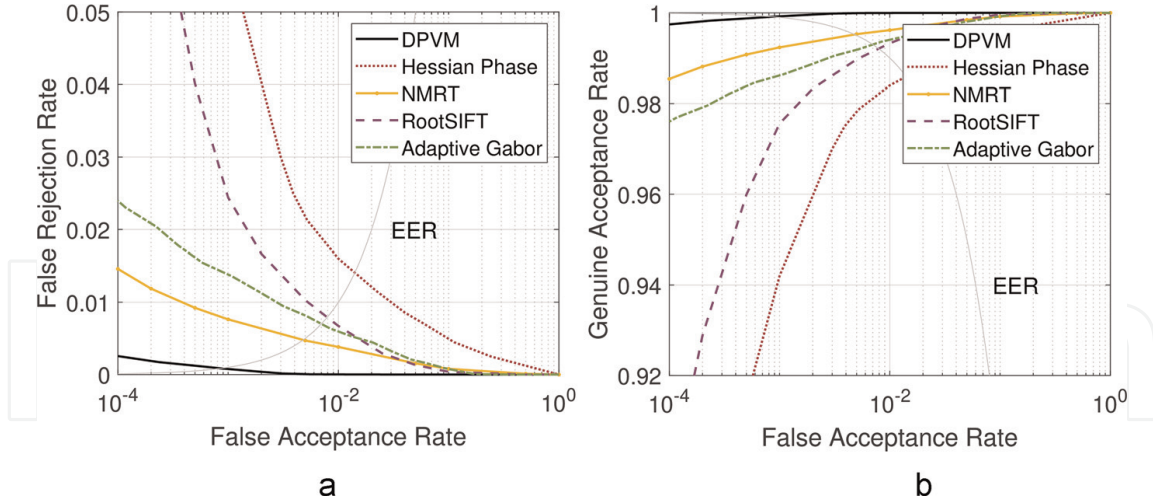 0.05
0.04
0.03
0.02
0.01
0
False Rejection Rate
DPVM
Hessian Phase
NMRT
RootSIFT
Adaptive Gabor
EER
10^-4
10^-2
10^0
False Acceptance Rate
a
1
0.98
0.96
0.94
0.92
Genuine Acceptance Rate
DPVM
Hessian Phase
NMRT
RootSIFT
Adaptive Gabor
EER
10^-4
10^-2
10^0
False Acceptance Rate
b